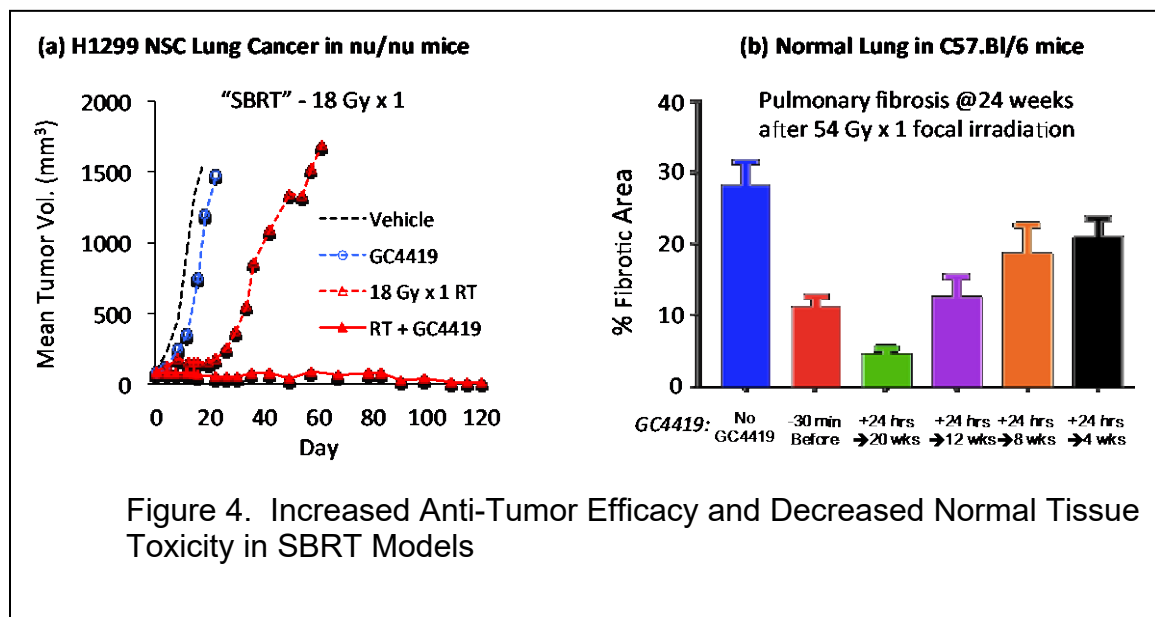 (a) H1299 NSC Lung Cancer in nu/nu mice
"SBRT" - 18 Gy x 1
Mean Tumor Vol. (mm³)
2000
1500
1000
500
0
Vehicle
GC4419
18 Gy x 1 RT
RT + GC4419
0 20 40 60 80 100 120
Day
(b) Normal Lung in C57.Bl/6 mice
Pulmonary fibrosis @24 weeks
after 54 Gy x 1 focal irradiation
% Fibrotic Area
40
30
20
10
0
GC4419:
No
GC4419
-30 min
Before
+24 hrs
➔20 wks
+24 hrs
➔12 wks
+24 hrs
➔8 wks
+24 hrs
➔4 wks
Figure 4. Increased Anti-Tumor Efficacy and Decreased Normal Tissue
Toxicity in SBRT Models